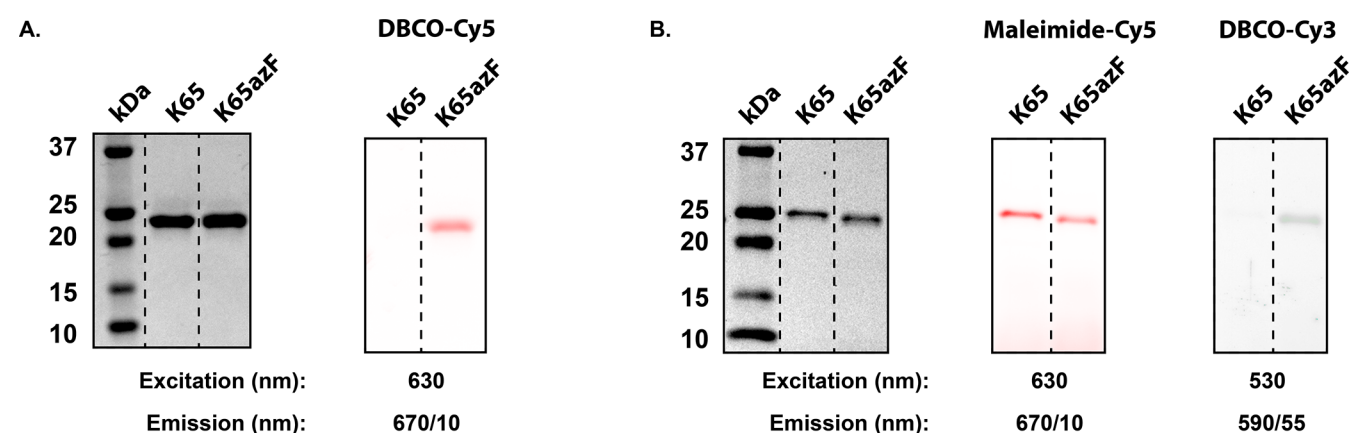 A.
DBCO-Cy5
kDa K65 K65azF
K65 K65azF
37
25
20
15
10
Excitation (nm): 630
Emission (nm): 670/10
B.
Maleimide-Cy5
DBCO-Cy3
kDa K65 K65azF
K65 K65azF
K65 K65azF
37
25
20
15
10
Excitation (nm): 630 530
Emission (nm): 670/10 590/55